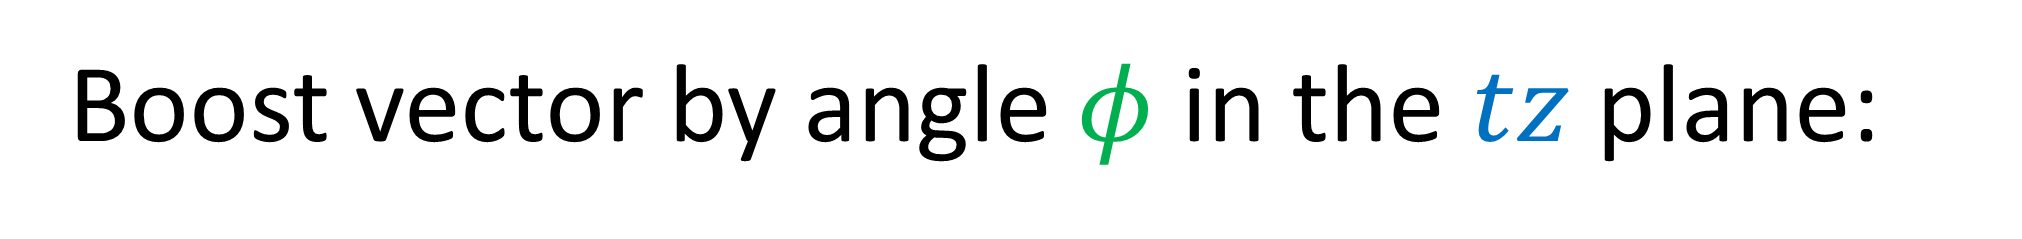 Boost vector by angle ϕ in the tz plane: